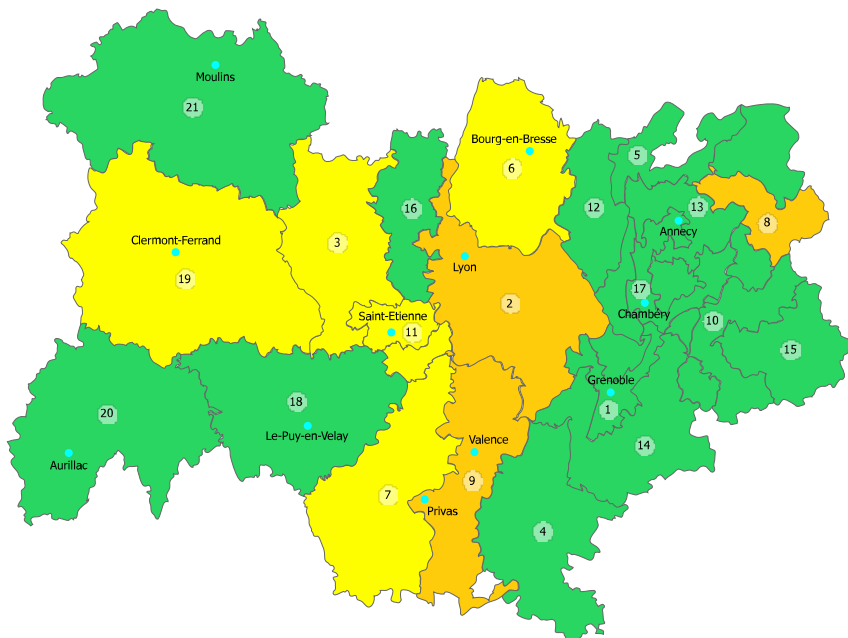 Moulins
21
Bourg-en-Bresse
6
5
12
16
13
Annecy
8
Clermont-Ferrand
19
3
Lyon
2
17
Chambéry
10
15
Saint-Etienne
11
Grenoble
1
20
18
Le-Puy-en-Velay
Aurillac
Valence
14
9
7
Privas
4